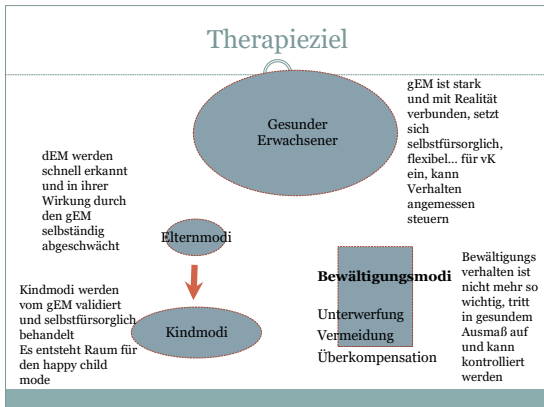 Therapieziel
Gesunder
Erwachsener
gEM ist stark
und mit Realität
verbunden, setzt
sich
selbstfürsorglich,
flexibel... für vK
ein, kann
Verhalten
angemessen
steuern
dEM werden
schnell erkannt
und in ihrer
Wirkung durch
den gEM
selbständig
abgeschwächt
Elternmodi
Kindmodi werden
vom gEM validiert
und selbstfürsorglich
behandelt
Es entsteht Raum für
den happy child
mode
Kindmodi
Bewältigungsmodi
Unterwerfung
Vermeidung
Überkompensation
Bewältigungs
verhalten ist
nicht mehr so
wichtig, tritt
in gesundem
Ausmaß auf
und kann
kontrolliert
werden